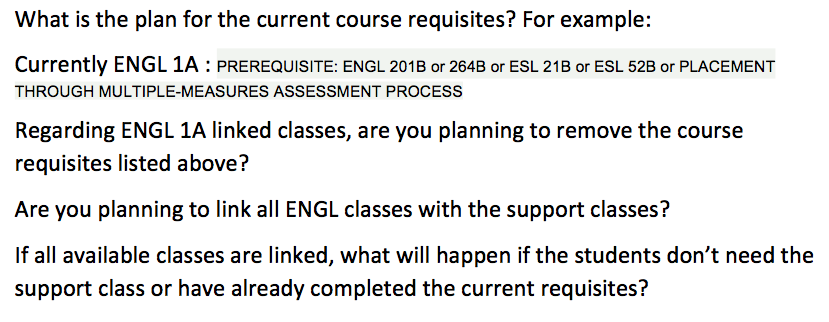 What is the plan for the current course requisites? For example:
Currently ENGL 1A : PREREQUISITE: ENGL 201B or 264B or ESL 21B or ESL 52B or PLACEMENT
THROUGH MULTIPLE-MEASURES ASSESSMENT PROCESS
Regarding ENGL 1A linked classes, are you planning to remove the course
requisites listed above?
Are you planning to link all ENGL classes with the support classes?
If all available classes are linked, what will happen if the students don’t need the
support class or have already completed the current requisites?